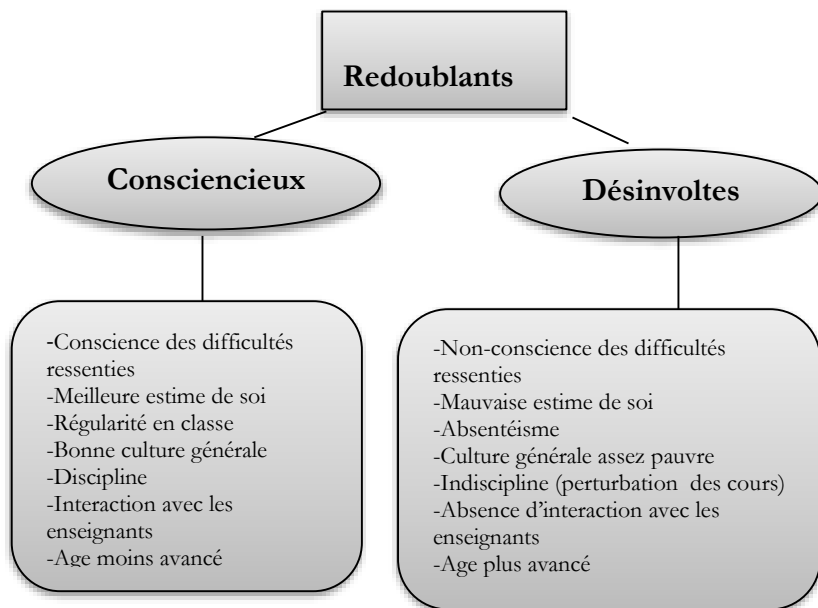 Redoublants
Consciencieux
Désinvoltes
-Conscience des difficultés
ressenties
-Meilleure estime de soi
-Régularité en classe
-Bonne culture générale
-Discipline
-Interaction avec les
enseignants
-Age moins avancé
-Non-conscience des difficultés
ressenties
-Mauvaise estime de soi
-Absentéisme
-Culture générale assez pauvre
-Indiscipline (perturbation des cours)
-Absence d’interaction avec les
enseignants
-Age plus avancé